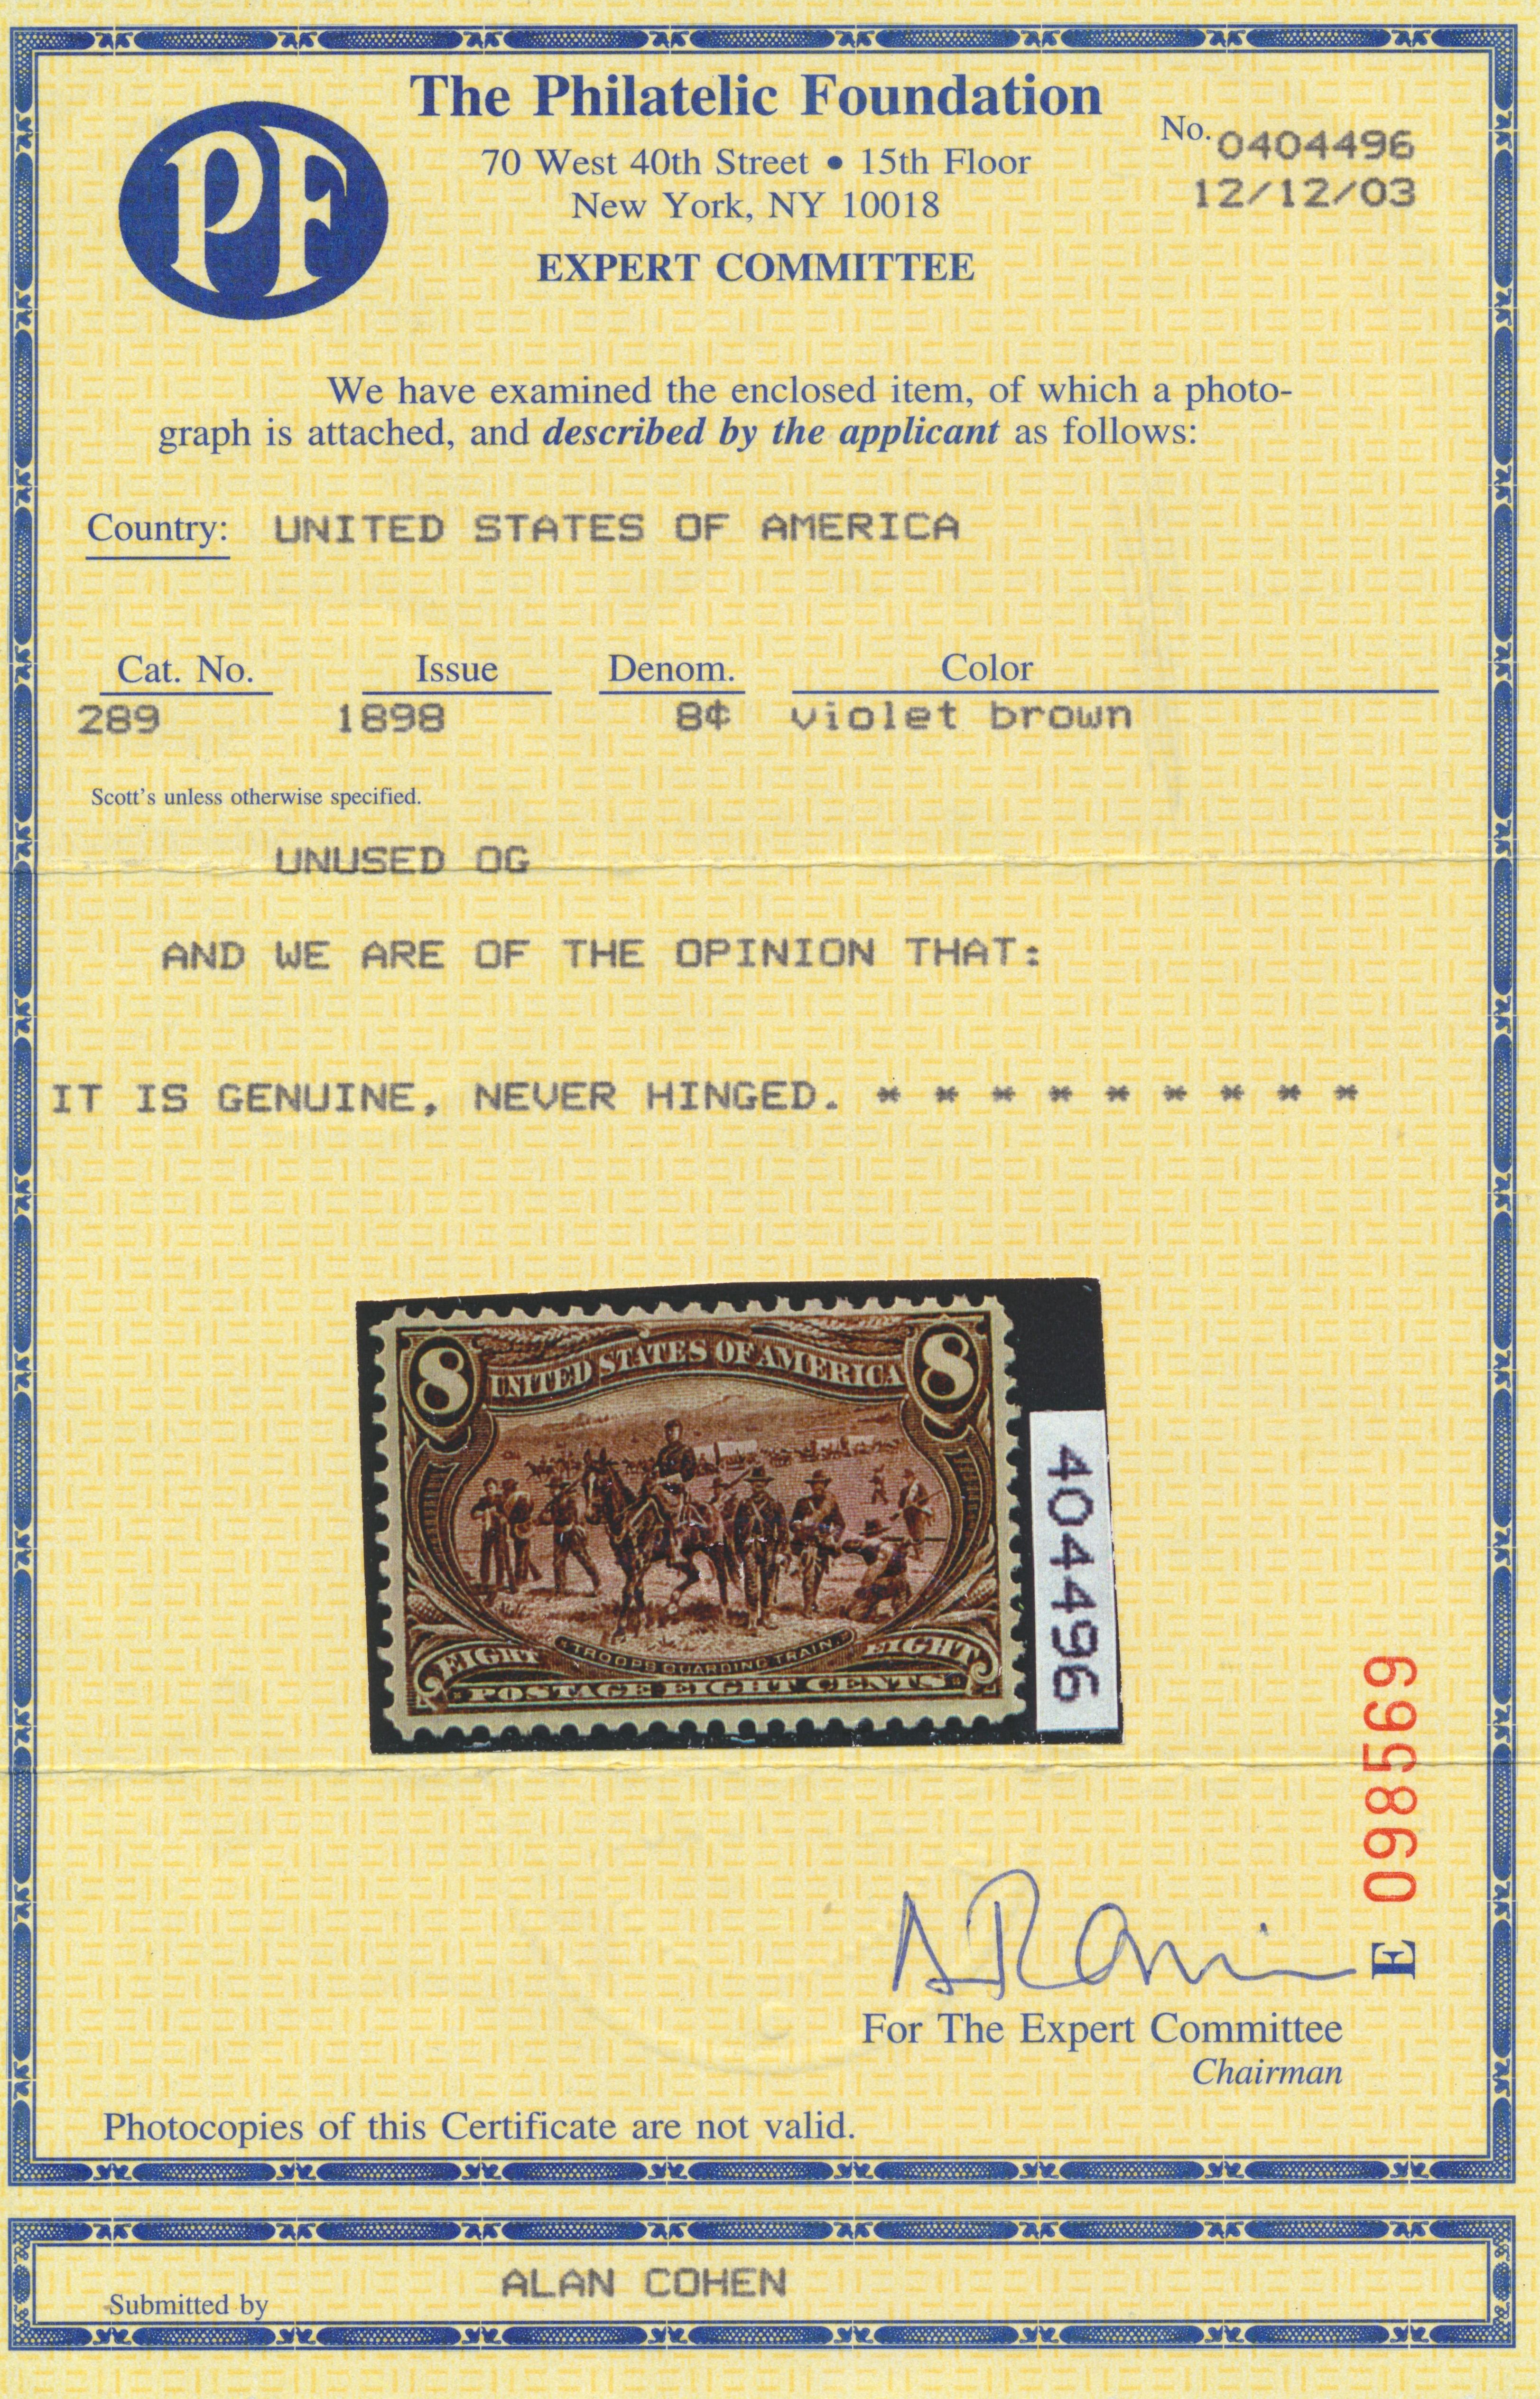 The Philatelic Foundation
PF
70 West 40th Street • 15th Floor
New York, NY 10018
EXPERT COMMITTEE
No. 0404496
12/12/03
We have examined the enclosed item, of which a photo-
graph is attached, and described by the applicant as follows:
Country: UNITED STATES OF AMERICA
Cat. No. Issue Denom. Color
289 1898 8¢ violet brown
Scott's unless otherwise specified.
UNUSED OG
AND WE ARE OF THE OPINION THAT:
IT IS GENUINE, NEVER HINGED. * * * * * * * * *
8 UNITED STATES OF AMERICA 8
TROOPS GUARDING TRAIN.
EIGHT EIGHT
POSTAGE EIGHT CENTS
404496
E 098569
For The Expert Committee
Chairman
Photocopies of this Certificate are not valid.
Submitted by ALAN COHEN